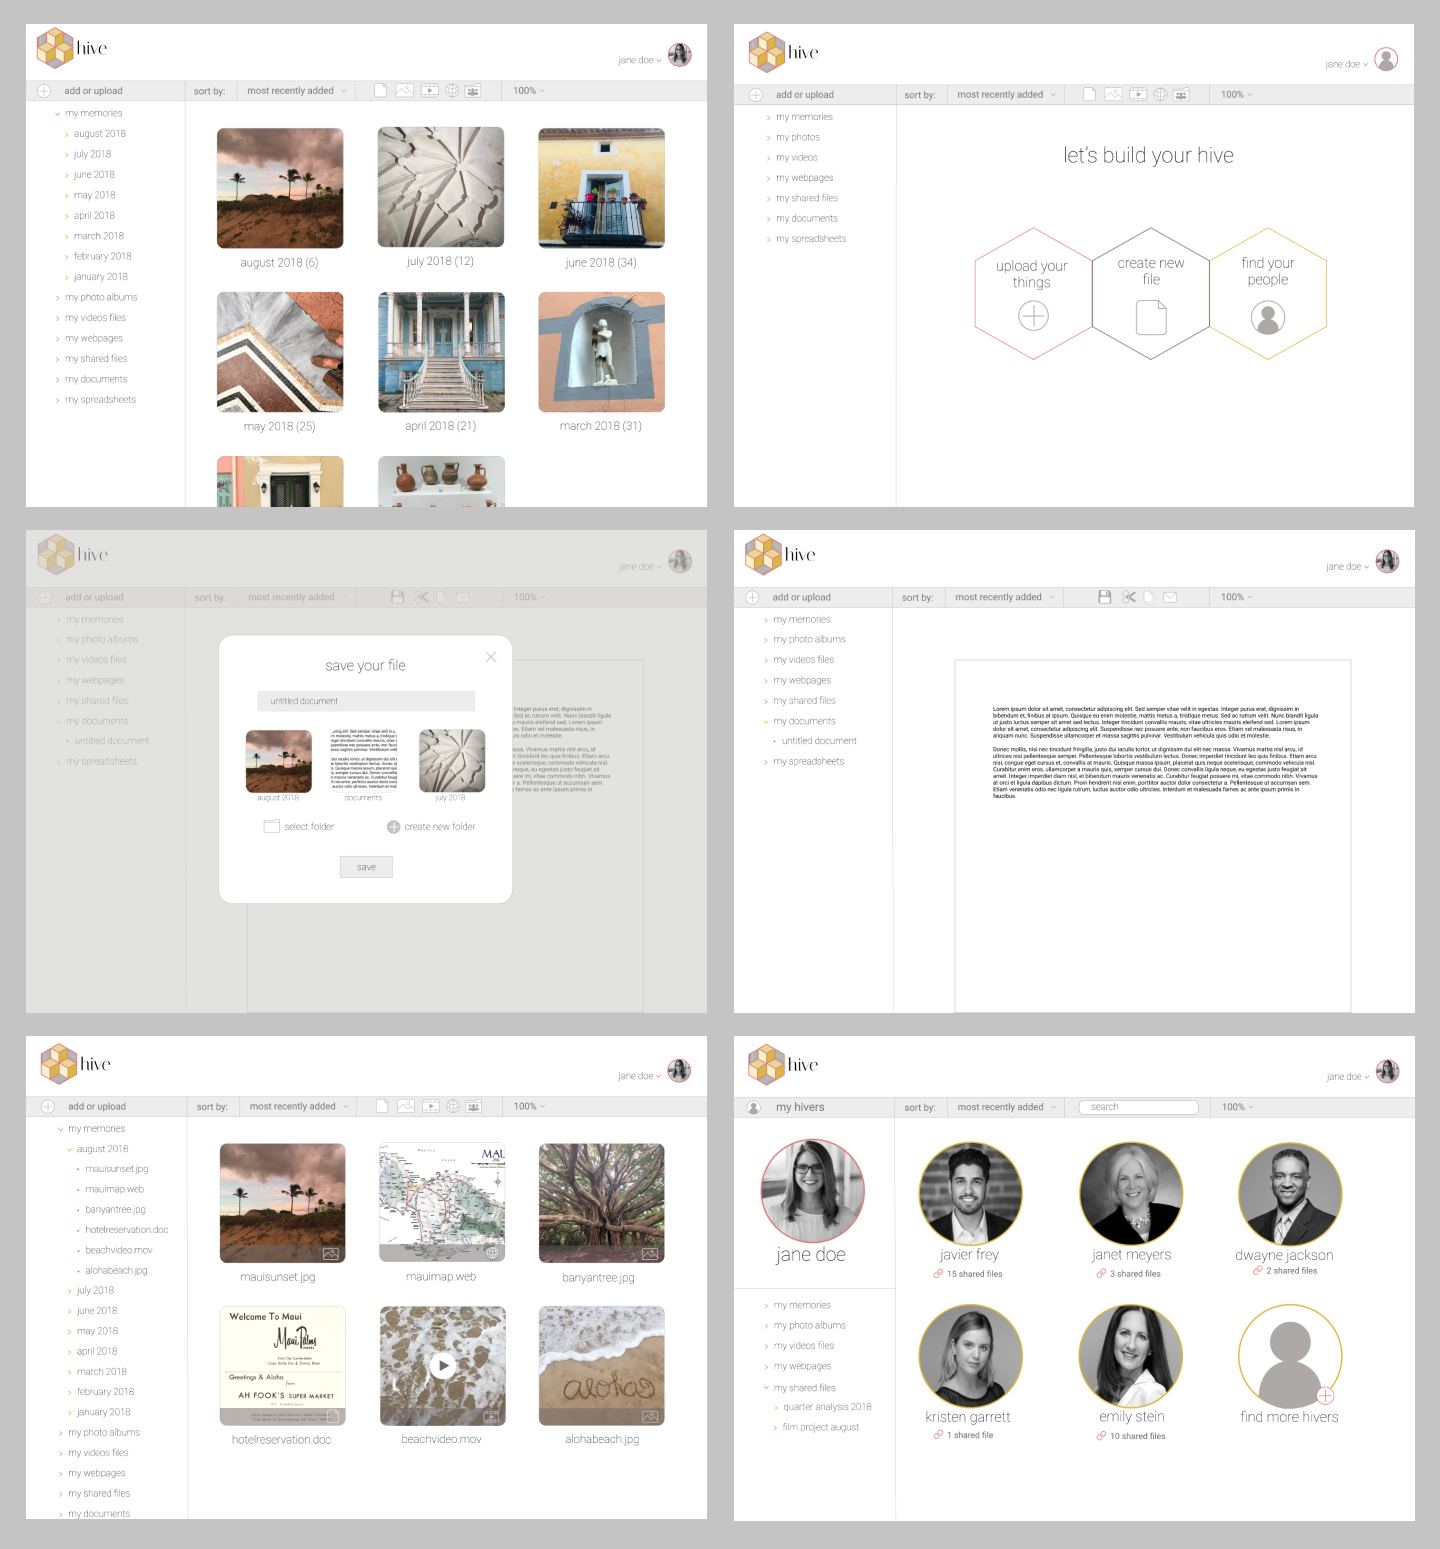 hive
jane doe
add or upload
sort by:
most recently added
100%
my memories
august 2018
july 2018
june 2018
may 2018
april 2018
march 2018
february 2018
january 2018
my photo albums
my videos files
my webpages
my shared files
my documents
my spreadsheets
august 2018 (6)
july 2018 (12)
june 2018 (34)
may 2018 (25)
april 2018 (21)
march 2018 (31)
hive
jane doe
add or upload
sort by:
most recently added
100%
my memories
my photos
my videos
my webpages
my shared files
my documents
my spreadsheets
let's build your hive
upload your
things
create new
file
find your
people
hive
jane doe
add or upload
sort by:
most recently added
100%
my memories
my photo albums
my videos files
my webpages
my shared files
my documents
untitled document
my spreadsheets
save your file
untitled document
august 2018
documents
july 2018
select folder
create new folder
save
hive
jane doe
add or upload
sort by:
most recently added
100%
my memories
my photo albums
my videos files
my webpages
my shared files
my documents
untitled document
my spreadsheets
Lorem ipsum dolor sit amet, consectetur adipiscing elit. Sed semper vitae velit in egestas. Integer purus erat, dignissim in
bibendum et, finibus at ipsum. Quisque eu enim molestie, mattis metus a, tristique metus. Sed ac rutrum velit. Nunc blandit ligula
ut justo luctus semper sit amet sed lectus. Integer tincidunt convallis mauris, vitae ultricies mauris eleifend sed. Lorem ipsum
dolor sit amet, consectetur adipiscing elit. Suspendisse nec posuere ante, non faucibus eros. Etiam vel malesuada risus, in
aliquam nunc. Suspendisse ullamcorper et massa sagittis pulvinar. Vestibulum vehicula quis odio et molestie.
Donec mollis, nisi nec tincidunt fringilla, justo dui iaculis tortor, ut dignissim dui elit nec massa. Vivamus mattis nisl arcu, id
ultrices nisl pellentesque semper. Donec et massa at lorem lobortis vestibulum lectus. Donec imperdiet tincidunt leo quis finibus. Etiam arcu
nisi, congue eget cursus et, convallis a mauris. Quisque massa ipsum, placerat vitae massa scelerisque, commodo vehicula nisl.
Curabitur enim eros, ullamcorper a mauris quis, semper cursus dui. Donec convallis ligula neque, eu egestas justo feugiat sit
amet. Integer imperdiet diam nisl, et bibendum mauris venenatis ac. Curabitur feugiat posuere mi, vitae commodo nibh. Vivamus
at orci et ligula dapibus dictum. Proin hendrerit nisi enim, porttitor dignissim tortor efficitur a. Pellentesque ut accumsan sem.
Etiam venenatis odio nec ligula rutrum, luctus auctor odio ultricies. Interdum et malesuada fames ac ante ipsum primis in
faucibus.
hive
jane doe
add or upload
sort by:
most recently added
100%
my memories
august 2018
mauisunset.jpg
mauimap.web
banyantree.jpg
hotelreservation.doc
beachvideo.mov
alohabeach.jpg
july 2018
june 2018
may 2018
april 2018
march 2018
february 2018
january 2018
my photo albums
my videos files
my webpages
my shared files
my documents
MAU
mauisunset.jpg
mauimap.web
banyantree.jpg
Welcome To Maui
Maui Palms
Greetings & Aloha
from
AH FOOK'S SUPER MARKET
aloha
hotelreservation.doc
beachvideo.mov
alohabeach.jpg
hive
jane doe
my hivers
sort by:
most recently added
search
100%
jane doe
my memories
my photo albums
my videos files
my webpages
my shared files
quarter analysis 2018
film project august
javier frey
15 shared files
janet meyers
3 shared files
dwayne jackson
2 shared files
kristen garrett
1 shared file
emily stein
10 shared files
find more hivers